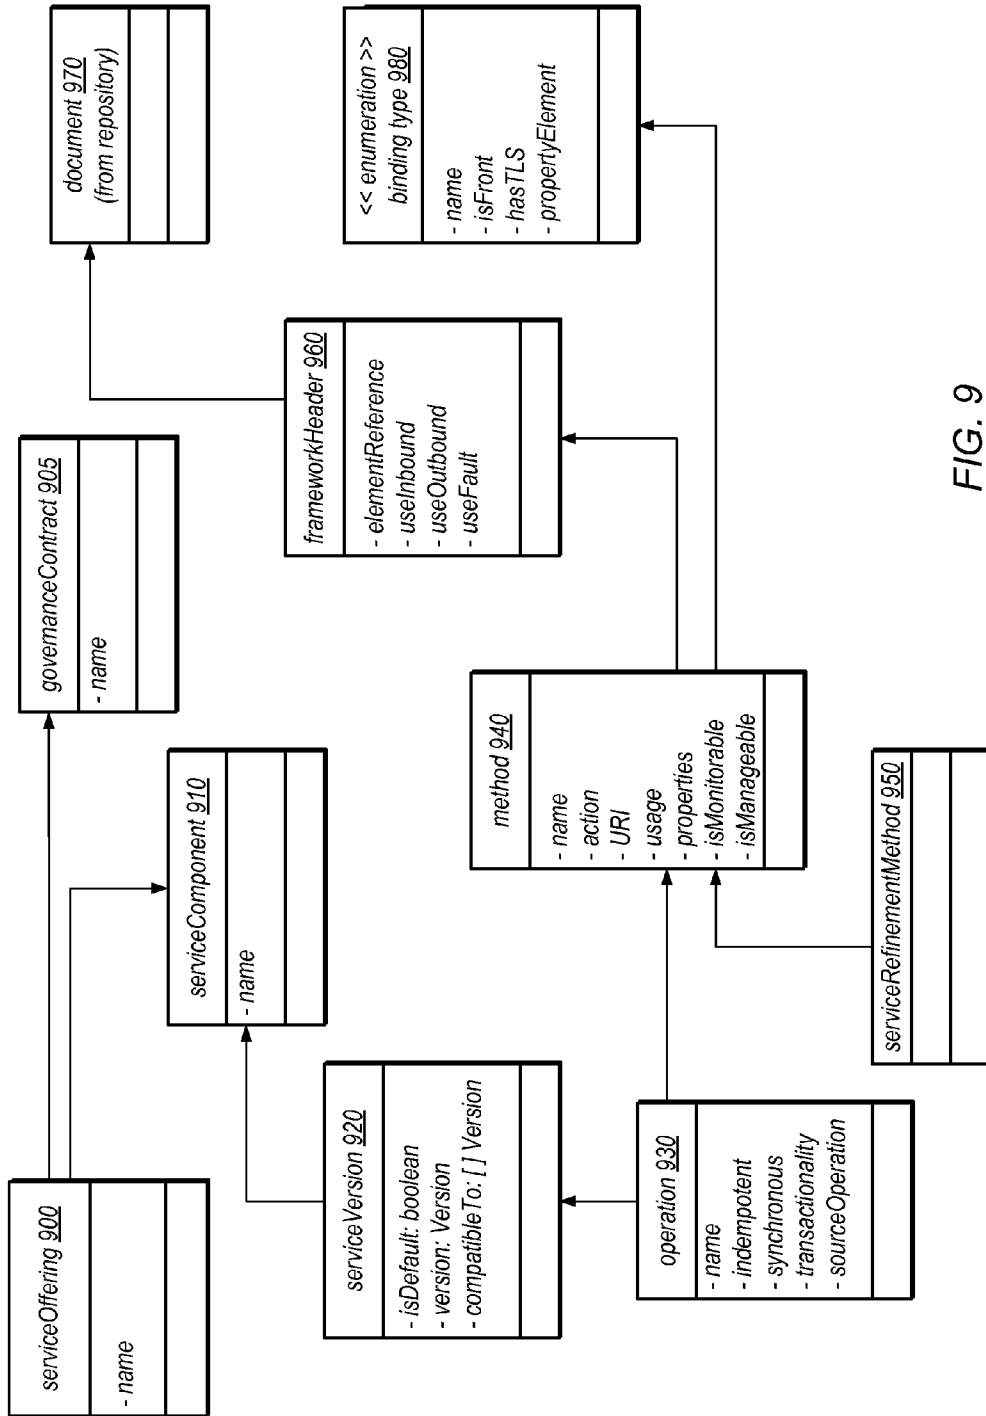 serviceOffering 900
- name
governanceContract 905
- name
document 970
(from repository)
serviceComponent 910
- name
serviceVersion 920
- isDefault: boolean
- version: Version
- compatibleTo: [ ] Version
frameworkHeader 960
- elementReference
- useInbound
- useOutbound
- useFault
<< enumeration >>
binding type 980
- name
- isFront
- hasTLS
- propertyElement
method 940
- name
- action
- URI
- usage
- properties
- isMonitorable
- isManageable
operation 930
- name
- indempotent
- synchronous
- transactionality
- sourceOperation
serviceRefinementMethod 950
FIG. 9